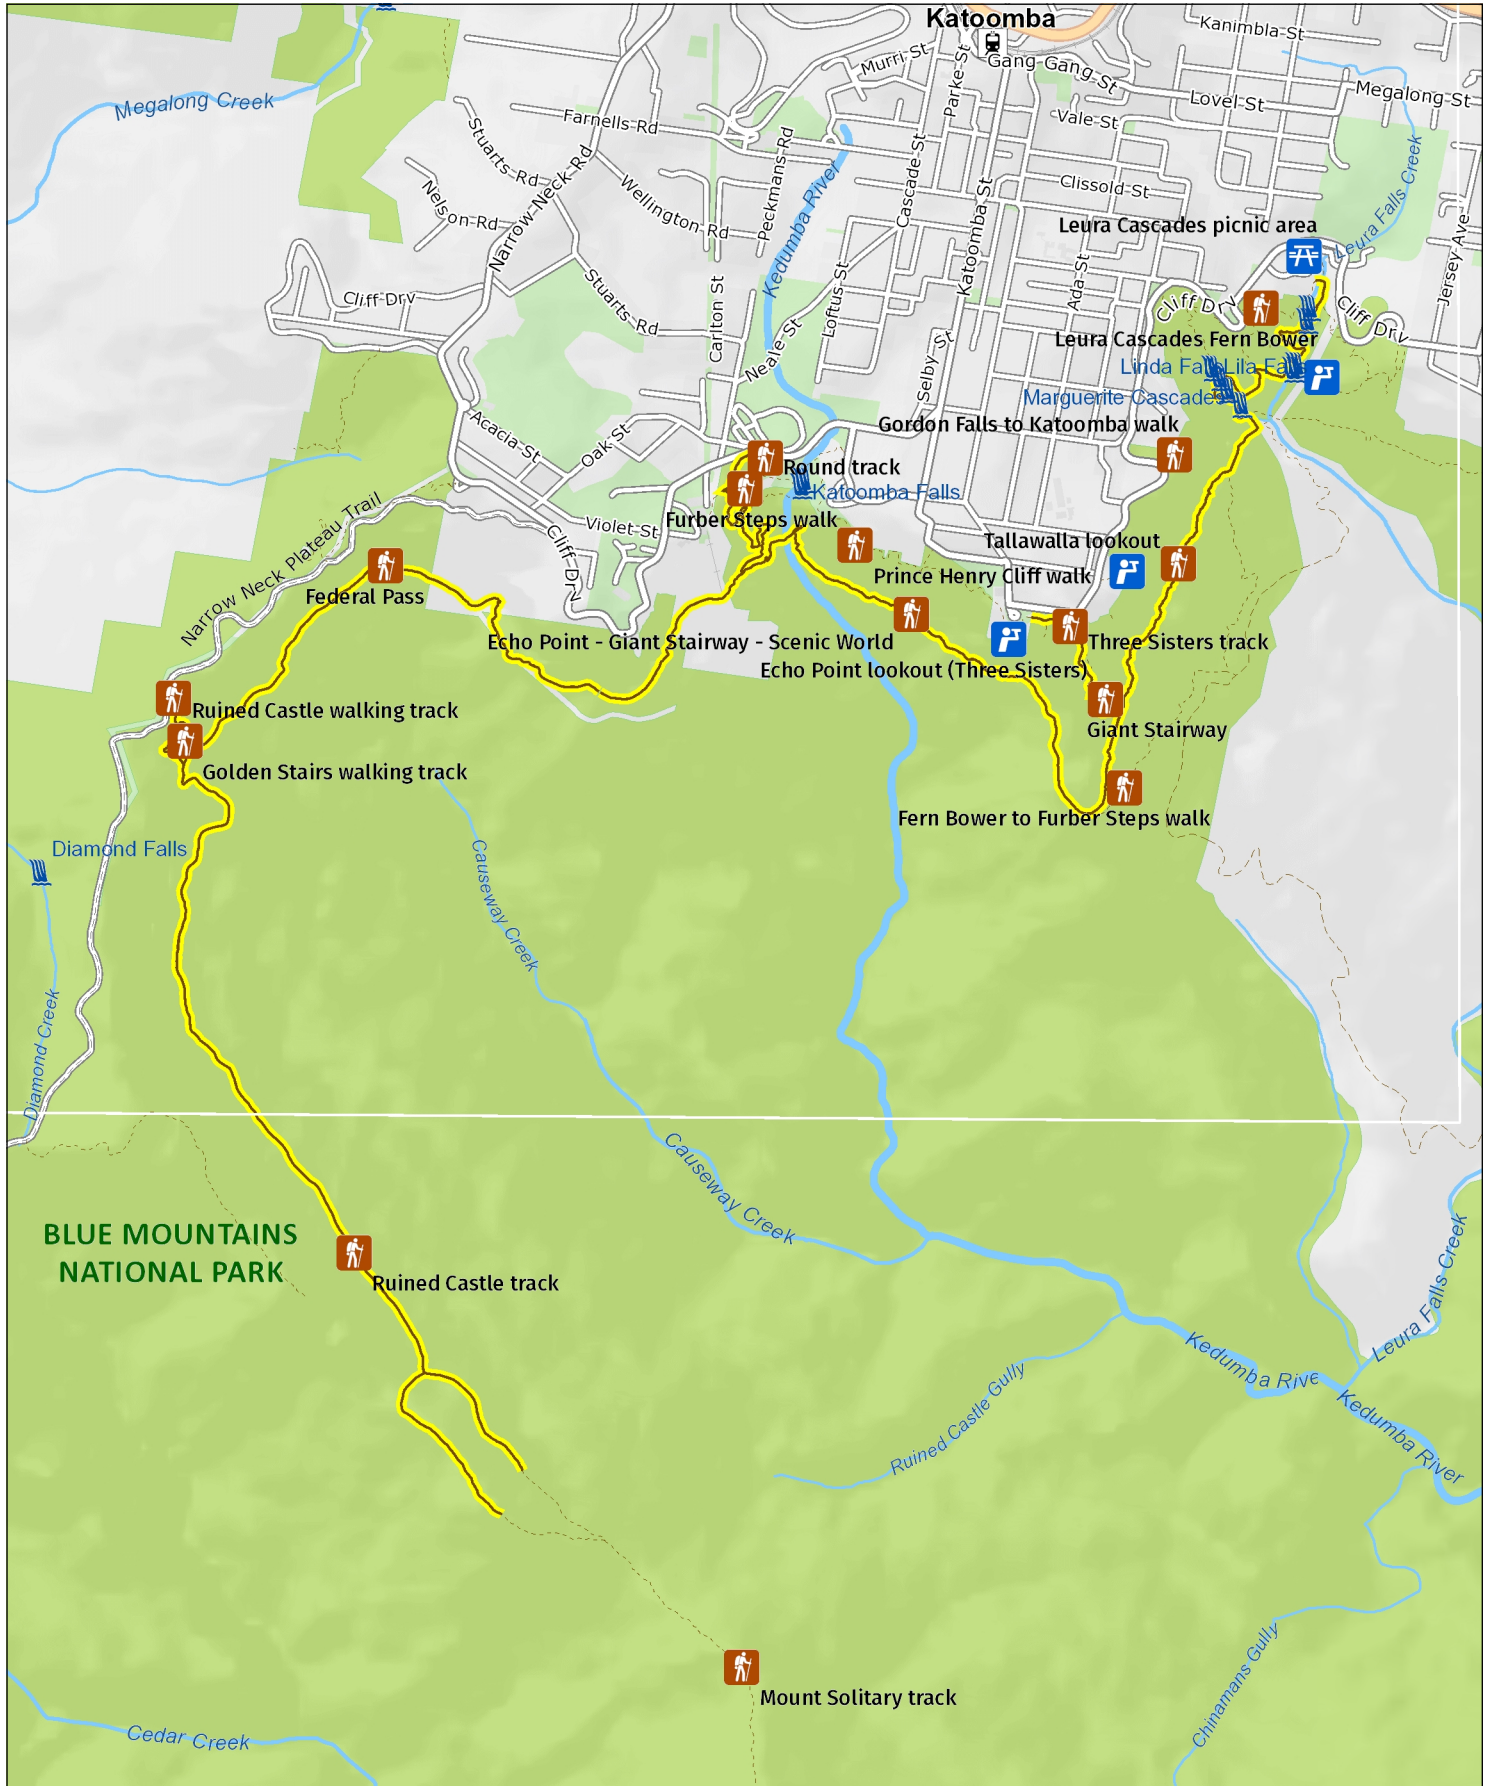 Katoomba
Kanimbla St
Murri St
Parke St
Gang Gang St
Megalong Creek
Lovel St
Megalong St
Farnells Rd
Vale St
Stuarts Rd
Narrow Neck Rd
Peckmans Rd
Cascade St
Leura Falls Creek
Nelson Rd
Wellington Rd
Kedumba River
Katoomba St
Clissold St
Leura Cascades picnic area
Jersey Ave
Cliff Drv
Stuarts Rd
Carlton St
Neale St
Loftus St
Ada St
Cliff Drv
Cliff Drv
Leura Cascades Fern Bower
Selby St
Linda Falls
Lila Fa
Marguerite Cascades
Acacia St
Oak St
Gordon Falls to Katoomba walk
Round track
Katoomba Falls
Narrow Neck Plateau Trail
Violet St
Furber Steps walk
Cliff Drv
Tallawalla lookout
Prince Henry Cliff walk
Federal Pass
Echo Point - Giant Stairway - Scenic World
Three Sisters track
Echo Point lookout (Three Sisters)
Ruined Castle walking track
Giant Stairway
Golden Stairs walking track
Fern Bower to Furber Steps walk
Diamond Falls
Causeway Creek
Diamond Creek
Causeway Creek
BLUE MOUNTAINS
NATIONAL PARK
Ruined Castle track
Leura Falls Creek
Kedumba Rive
Ruined Castle Gully
Kedumba River
Mount Solitary track
Chinamans Gully
Cedar Creek